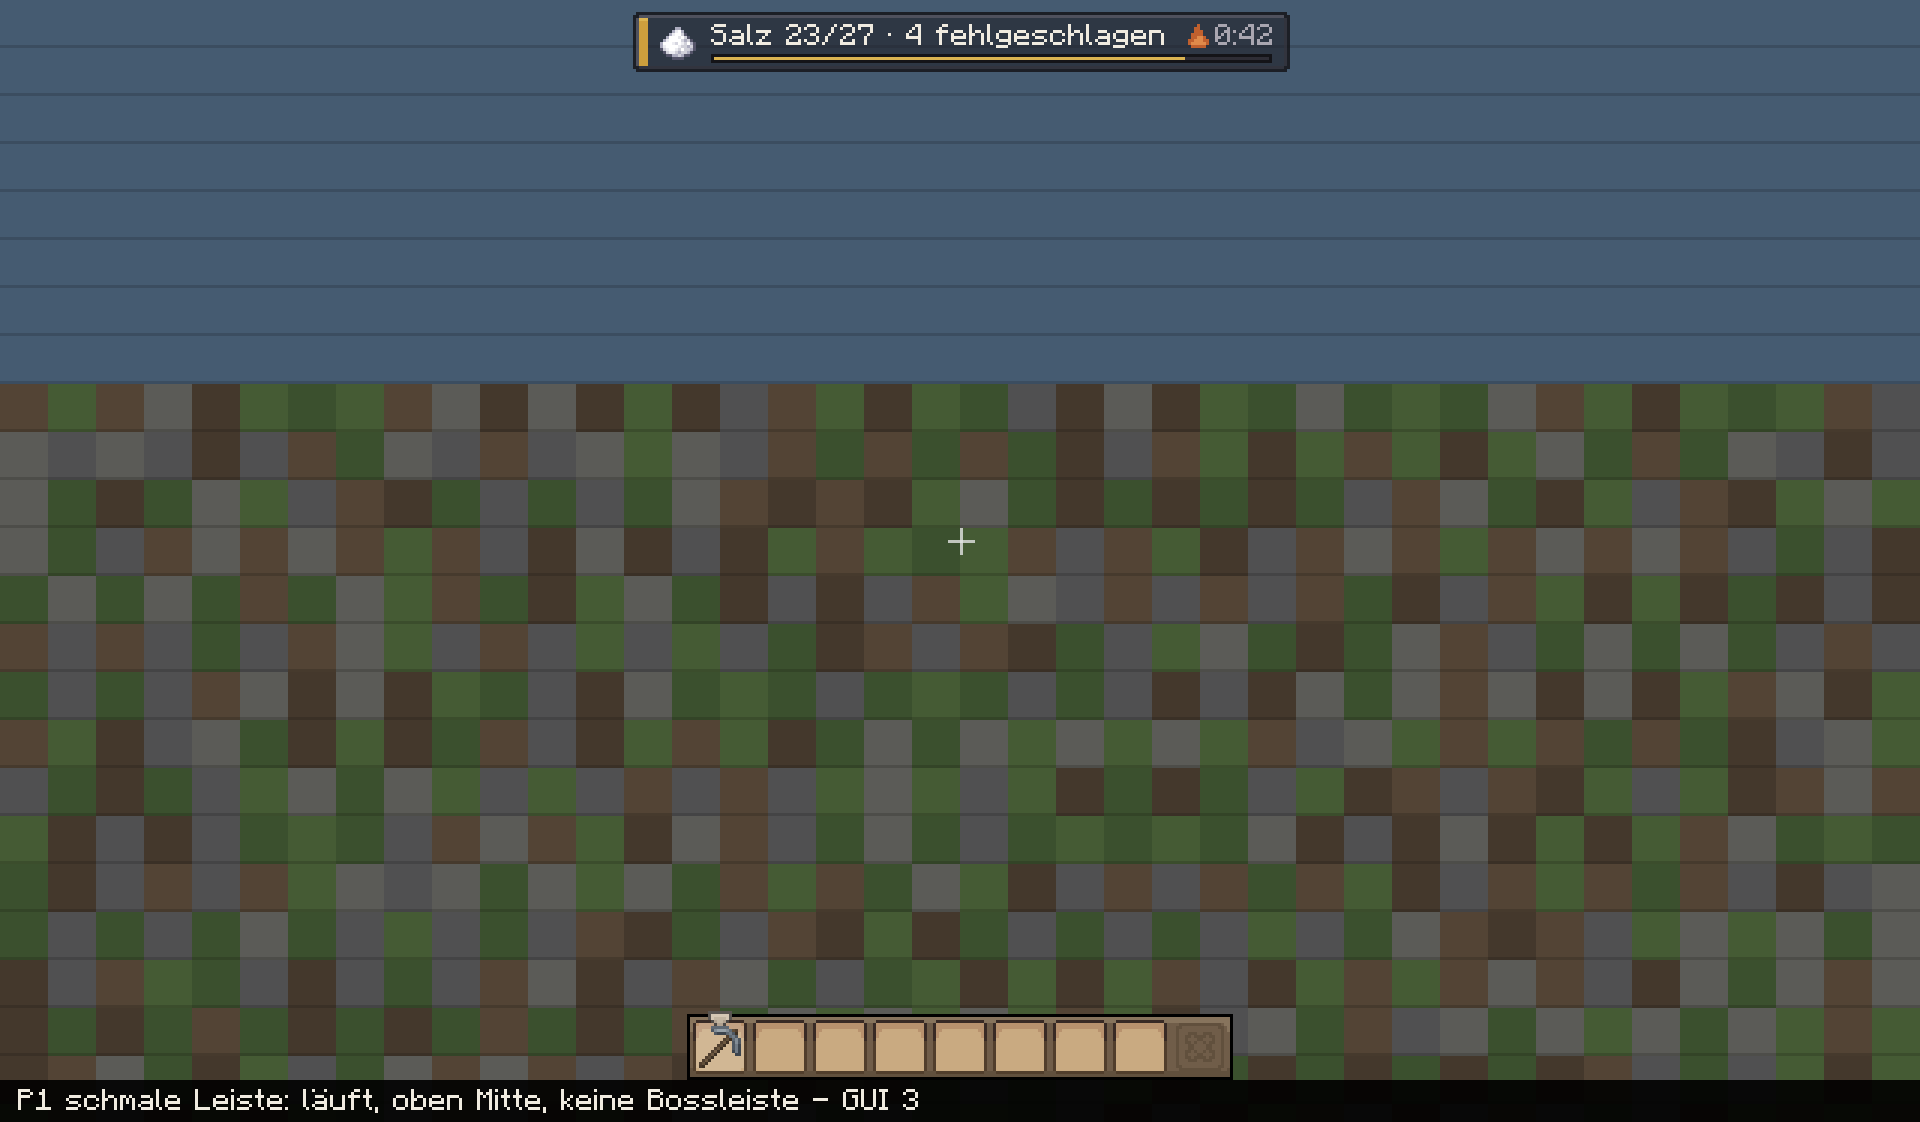 Salz 23/27 · 4 fehlgeschlagen 0:42
P1 schmale Leiste: läuft, oben Mitte, keine Bossleiste – GUI 3